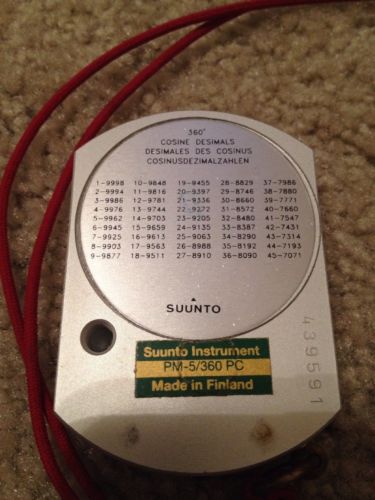 360°
COSINE DESIMALS
DESIMALES DES COSINUS
COSINUSDEZIMALZAHLEN
1-9998 10-9848 19-9455 28-8829 37-7986
2-9994 11-9816 20-9397 29-8746 38-7880
3-9986 12-9781 21-9336 30-8660 39-7771
4-9976 13-9744 22-9272 31-8572 40-7660
5-9962 14-9703 23-9205 32-8480 41-7547
6-9945 15-9659 24-9135 33-8387 42-7431
7-9925 16-9613 25-9063 34-8290 43-7314
8-9903 17-9563 26-8988 35-8192 44-7193
9-9877 18-9511 27-8910 36-8090 45-7071
SUUNTO
439591
Suunto Instrument
PM-5/360 PC
Made in Finland